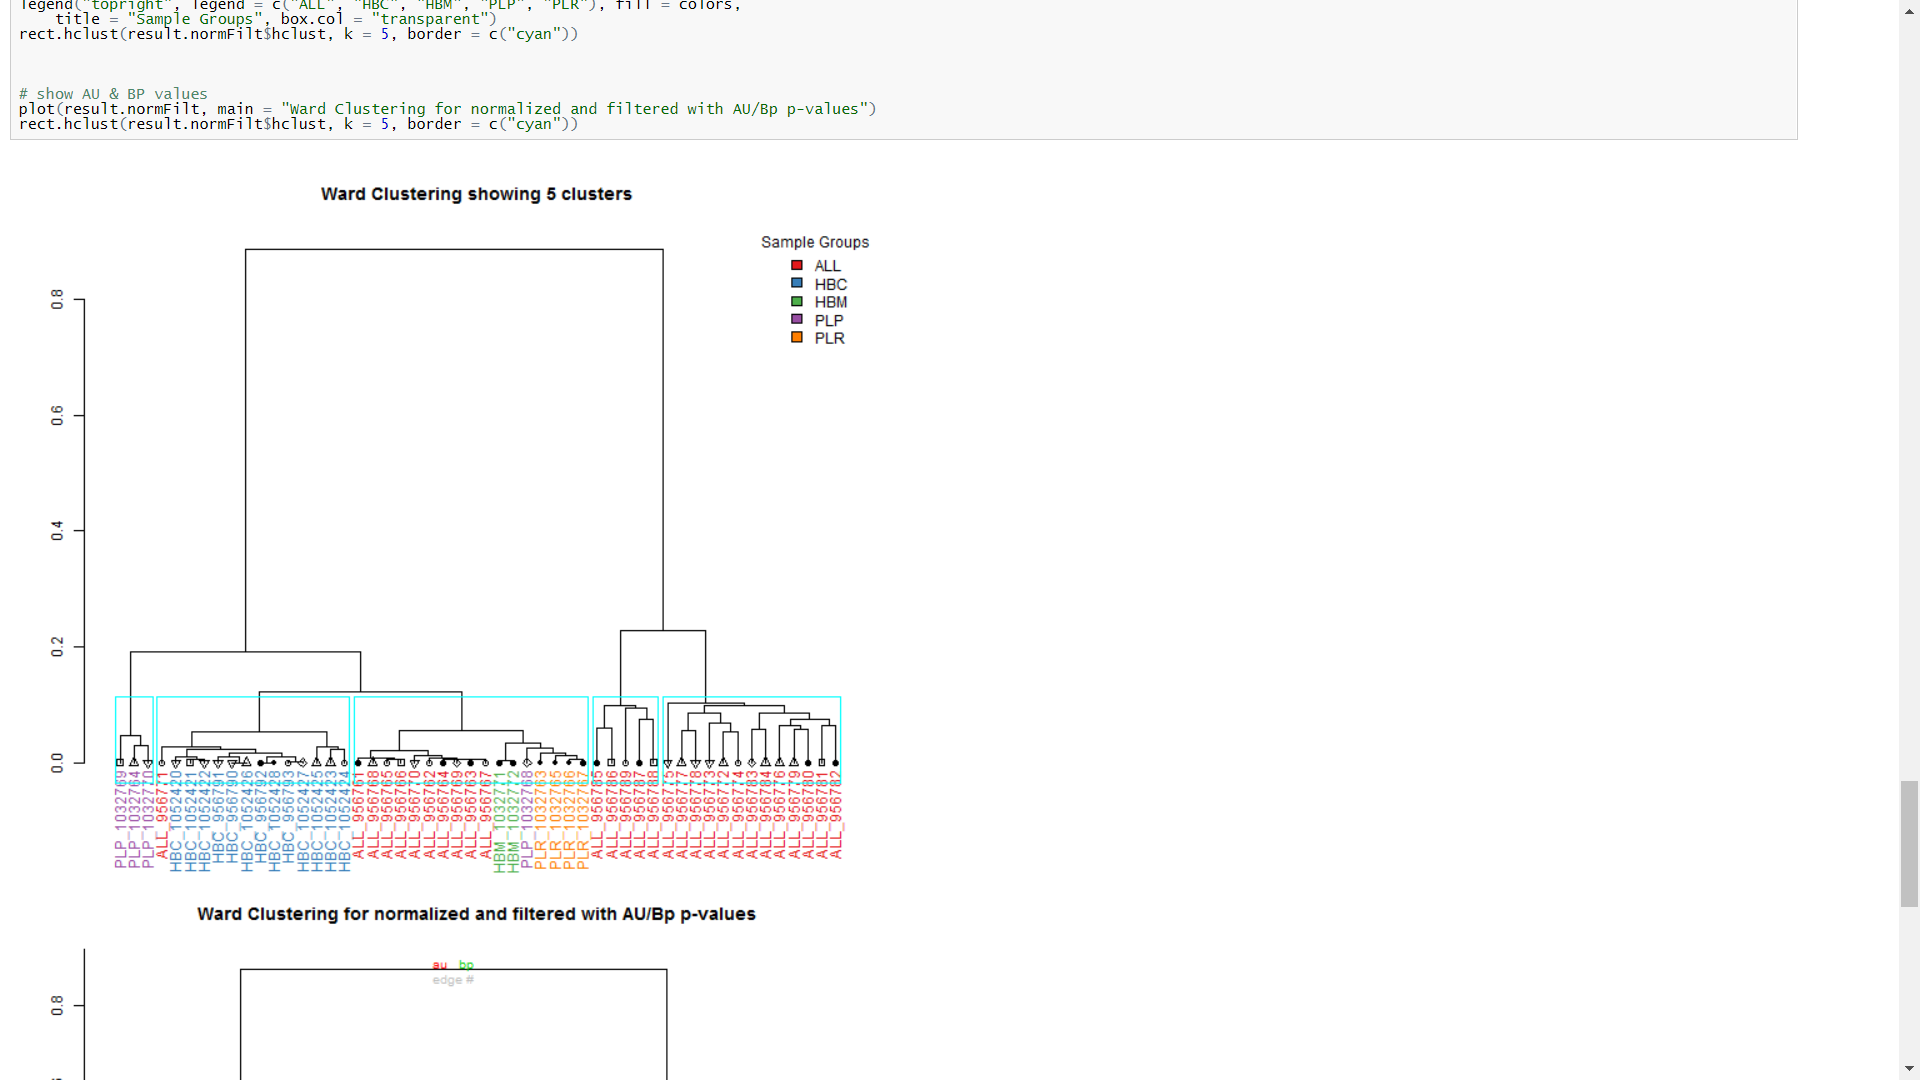 legend("topright", legend = c("ALL", "HBC", "HBM", "PLP", "PLR"), fill = colors,
title = "Sample Groups", box.col = "transparent")
rect.hclust(result.normFilt$hclust, k = 5, border = c("cyan"))
# show AU & BP values
plot(result.normFilt, main = "Ward Clustering for normalized and filtered with AU/Bp p-values")
rect.hclust(result.normFilt$hclust, k = 5, border = c("cyan"))
Ward Clustering showing 5 clusters
Sample Groups
ALL
HBC
HBM
PLP
PLR
0.8
0.6
0.4
0.2
0.0
PLP_1032769
PLP_1032764
PLP_1032770
ALL_956771
HBC_1052420
HBC_1052421
HBC_1052422
HBC_956791
HBC_956790
HBC_1052426
HBC_956792
HBC_1052428
HBC_956793
HBC_1052427
HBC_1052425
HBC_1052423
HBC_1052424
ALL_956761
ALL_956768
ALL_956765
ALL_956766
ALL_956770
ALL_956762
ALL_956764
ALL_956769
ALL_956763
ALL_956767
HBM_1032771
HBM_1032772
PLP_1032768
PLR_1032763
PLR_1032765
PLR_1032766
PLR_1032767
ALL_956785
ALL_956786
ALL_956789
ALL_956787
ALL_956788
ALL_956775
ALL_956777
ALL_956778
ALL_956773
ALL_956772
ALL_956774
ALL_956783
ALL_956784
ALL_956776
ALL_956779
ALL_956780
ALL_956781
ALL_956782
Ward Clustering for normalized and filtered with AU/Bp p-values
au bp
edge #
0.8